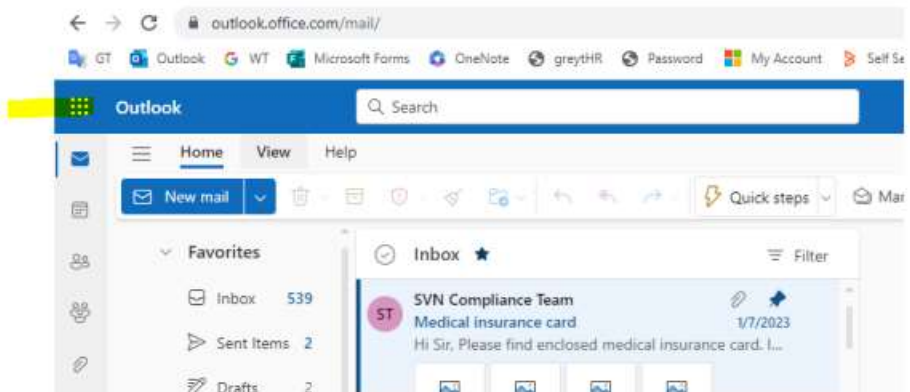 outlook.office.com/mail/
GT Outlook WT Microsoft Forms OneNote greytHR Password My Account Self Se
Outlook Search
Home View Help
New mail Quick steps Mar
Favorites Inbox Filter
Inbox 539
Sent Items 2
Drafts 2
ST SVN Compliance Team
Medical insurance card 1/7/2023
Hi Sir, Please find enclosed medical insurance card. I...